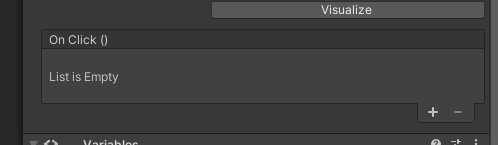 Visualize
On Click ()
List is Empty
Variables